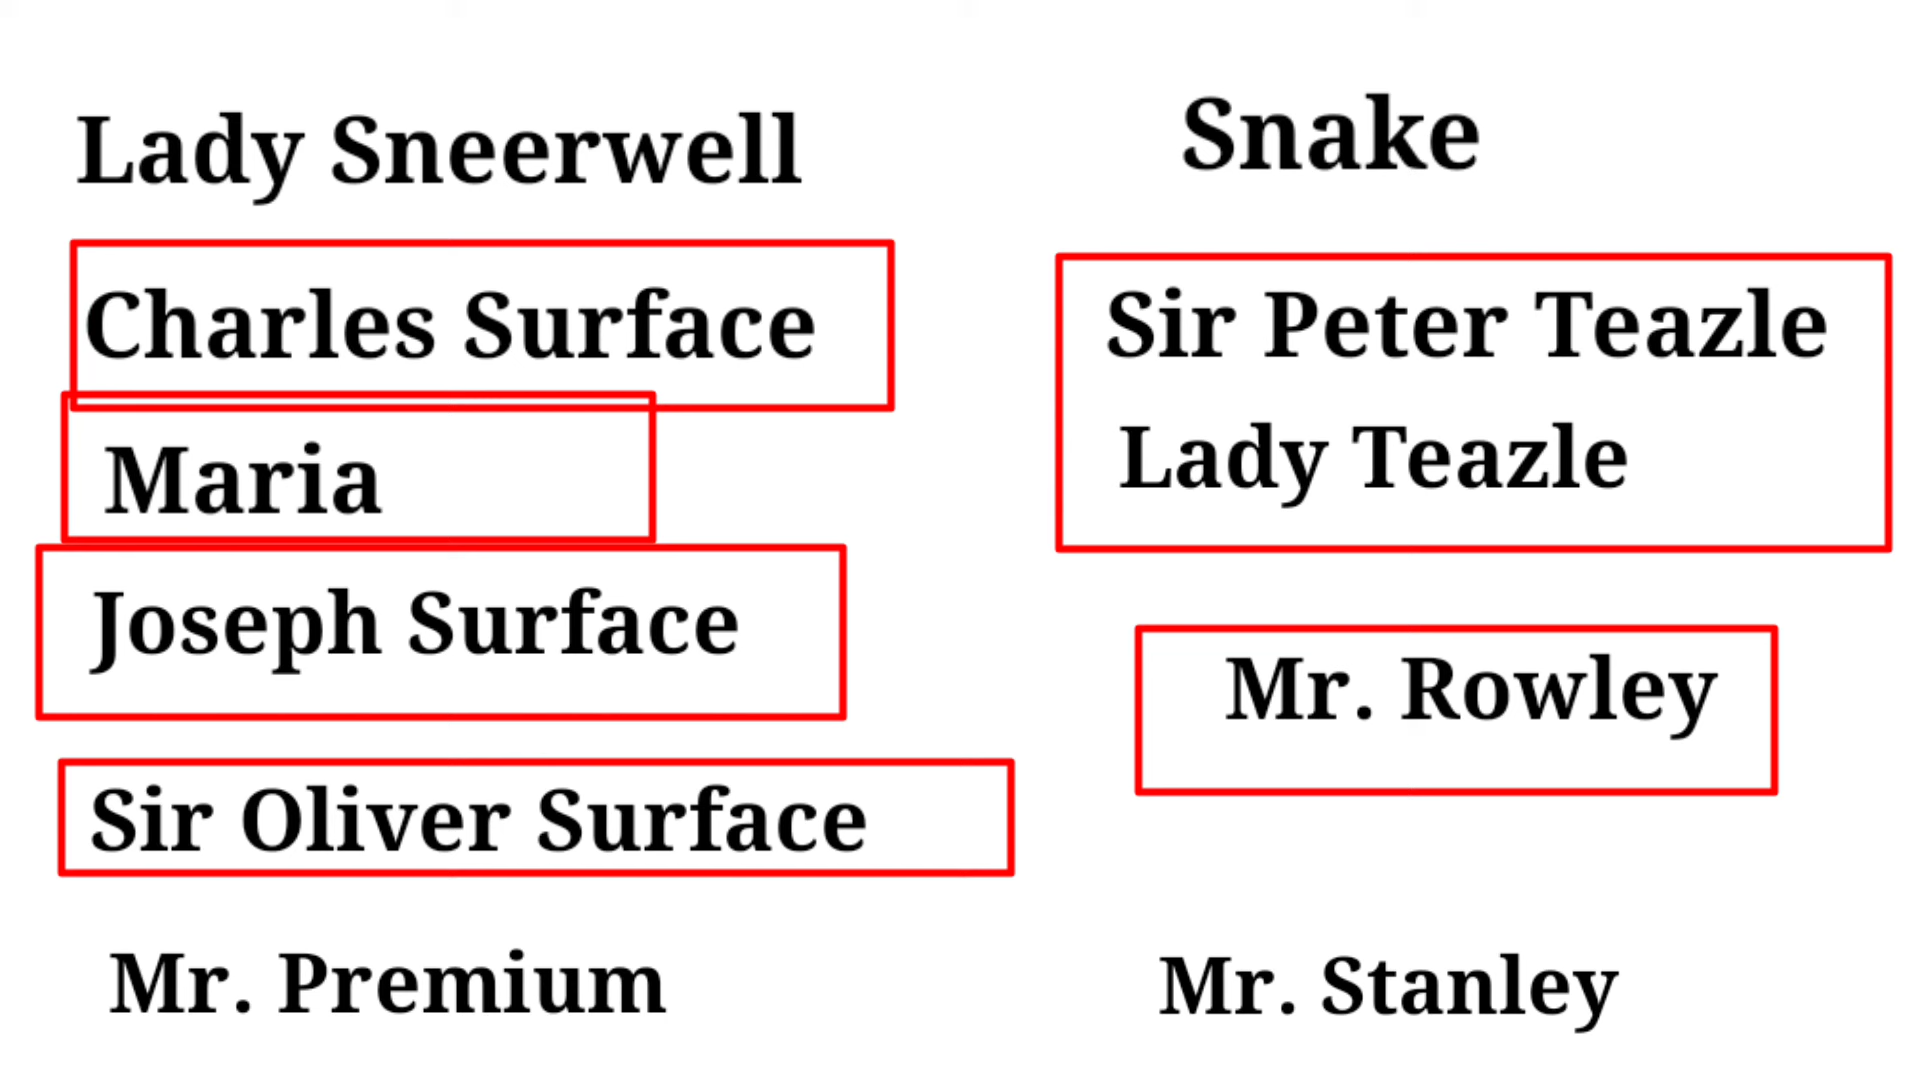 Lady Sneerwell
Snake
Charles Surface
Sir Peter Teazle
Maria
Lady Teazle
Joseph Surface
Mr. Rowley
Sir Oliver Surface
Mr. Premium
Mr. Stanley